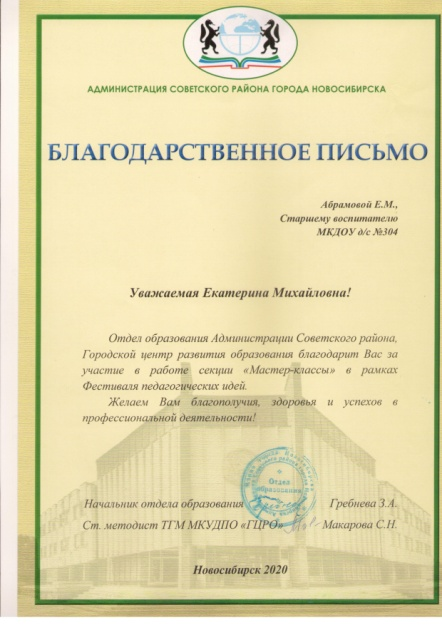 АДМИНИСТРАЦИЯ СОВЕТСКОГО РАЙОНА ГОРОДА НОВОСИБИРСКА
БЛАГОДАРСТВЕННОЕ ПИСЬМО
Абрамовой Е.М.,
Старшему воспитателю
МКДОУ д/с №304
Уважаемая Екатерина Михайловна!
Отдел образования Администрации Советского района,
Городской центр развития образования благодарит Вас за
участие в работе секции «Мастер-классы» в рамках
Фестиваля педагогических идей.
Желаем Вам благополучия, здоровья и успехов в
профессиональной деятельности!
Отдел
образования
Начальник отдела образования Гребнева З.А.
Ст. методист ТГМ МКУДПО «ГЦРО» Макарова С.Н.
Новосибирск 2020